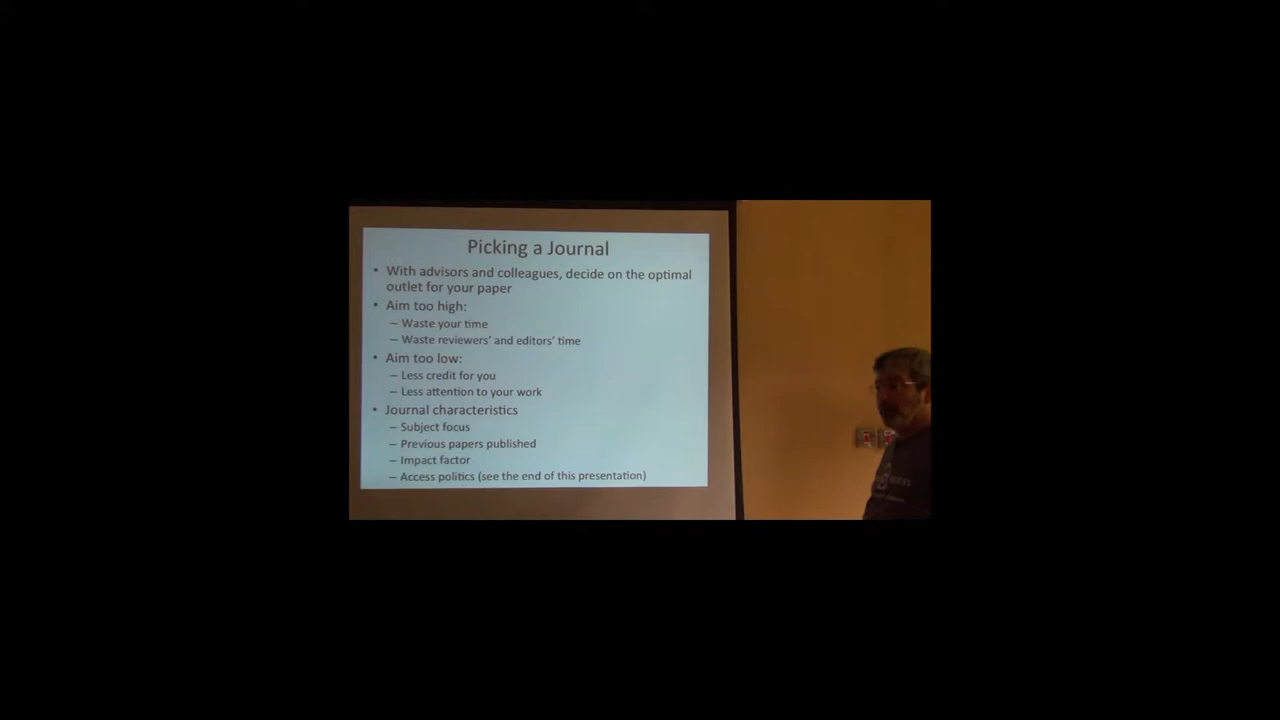 Picking a Journal
• With advisors and colleagues, decide on the optimal
outlet for your paper
• Aim too high:
– Waste your time
– Waste reviewers' and editors' time
• Aim too low:
– Less credit for you
– Less attention to your work
• Journal characteristics
– Subject focus
– Previous papers published
– Impact factor
– Access politics (see the end of this presentation)